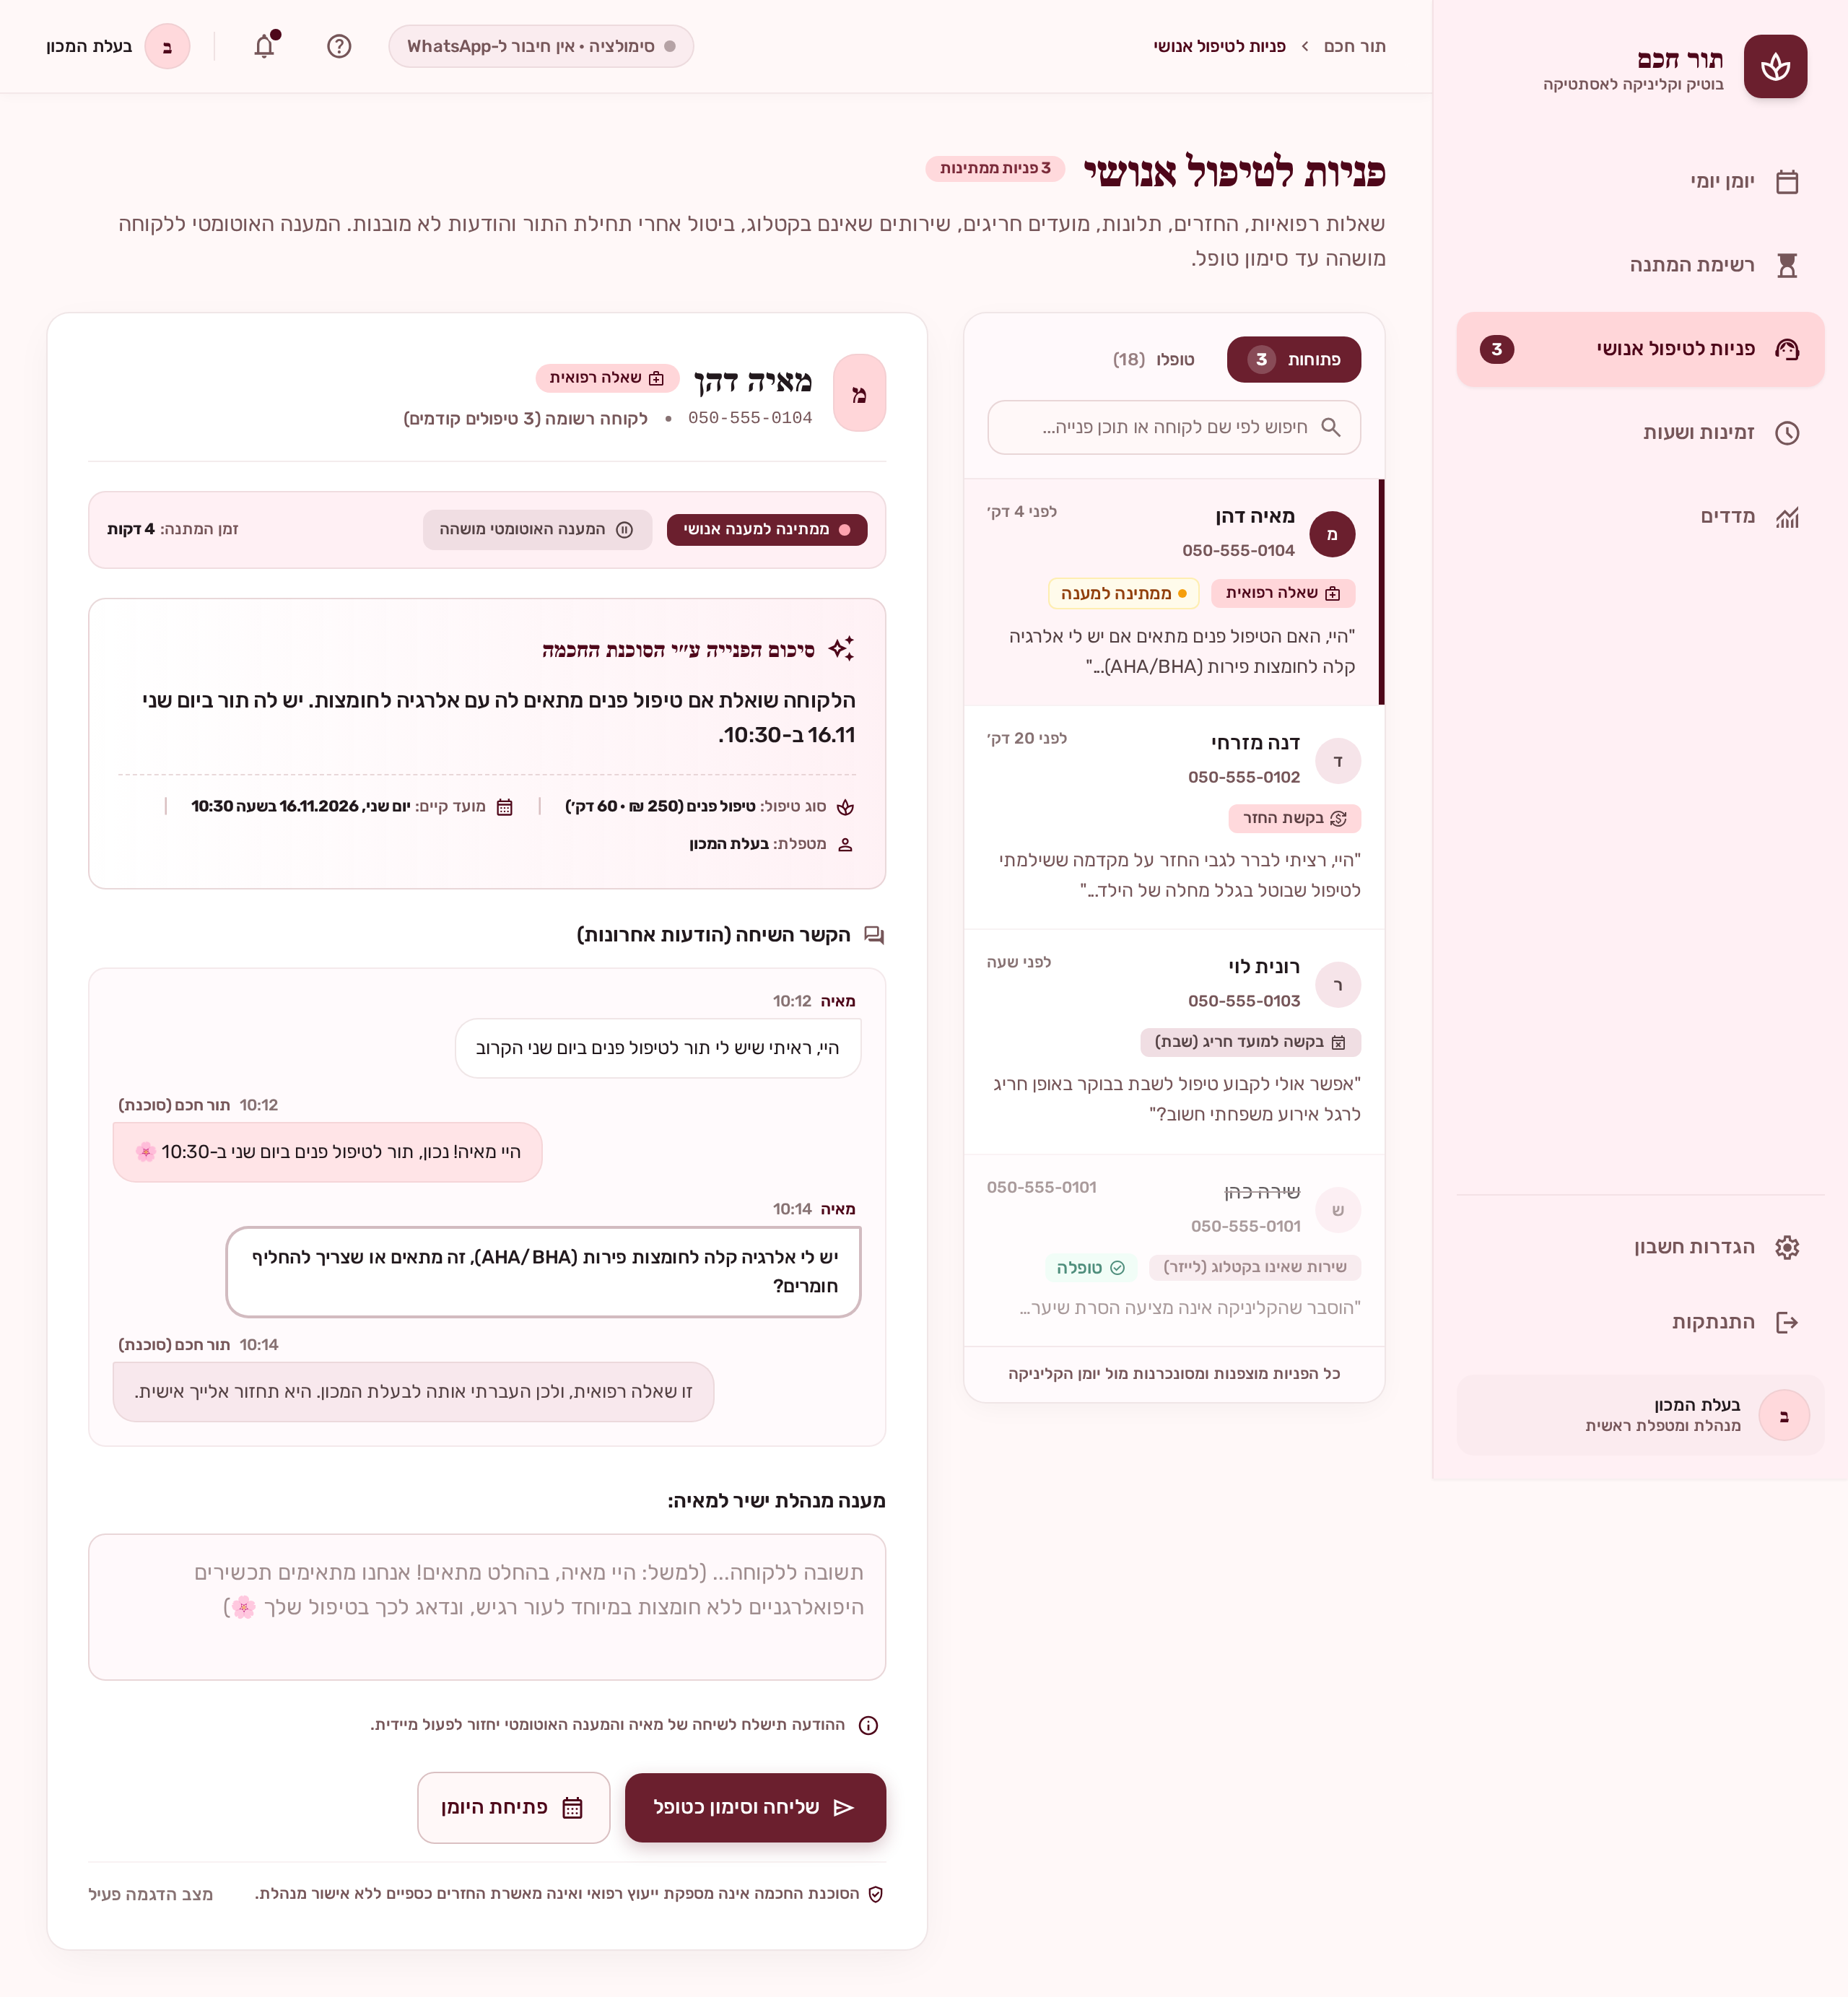 תור חכם
בוטיק וקליניקה לאסתטיקה
יומן יומי
רשימת המתנה
פניות לטיפול אנושי 3
זמינות ושעות
מדדים
הגדרות חשבון
התנתקות
ב
בעלת המכון
מנהלת ומטפלת ראשית
תור חכם › פניות לטיפול אנושי
סימולציה • אין חיבור ל-WhatsApp
ב בעלת המכון
פניות לטיפול אנושי 3 פניות ממתינות
שאלות רפואיות, החזרים, תלונות, מועדים חריגים, שירותים שאינם בקטלוג, ביטול אחרי תחילת התור והודעות לא מובנות. המענה האוטומטי ללקוחה
מושהה עד סימון טופל.
פתוחות 3 טופלו (18)
חיפוש לפי שם לקוחה או תוכן פנייה...
מ מאיה דהן לפני 4 דק׳
050-555-0104
שאלה רפואית ממתינה למענה
"היי, האם הטיפול פנים מתאים אם יש לי אלרגיה
קלה לחומצות פירות (AHA/BHA)..."
ד דנה מזרחי לפני 20 דק׳
050-555-0102
בקשת החזר
"היי, רציתי לברר לגבי החזר על מקדמה ששילמתי
לטיפול שבוטל בגלל מחלה של הילד..."
ר רונית לוי לפני שעה
050-555-0103
בקשה למועד חריג (שבת)
"אפשר אולי לקבוע טיפול לשבת בבוקר באופן חריג
לרגל אירוע משפחתי חשוב?"
ש שירה כהן 050-555-0101
050-555-0101
שירות שאינו בקטלוג (לייזר) טופלה
"הוסבר שהקליניקה אינה מציעה הסרת שיער...
כל הפניות מוצפנות ומסונכרנות מול יומן הקליניקה
מ מאיה דהן שאלה רפואית
050-555-0104 • לקוחה רשומה (3 טיפולים קודמים)
ממתינה למענה אנושי המענה האוטומטי מושהה זמן המתנה: 4 דקות
סיכום הפנייה ע״י הסוכנת החכמה
הלקוחה שואלת אם טיפול פנים מתאים לה עם אלרגיה לחומצות. יש לה תור ביום שני
16.11 ב-10:30.
סוג טיפול: טיפול פנים (250 ₪ • 60 דק׳) | מועד קיים: יום שני, 16.11.2026 בשעה 10:30 |
מטפלת: בעלת המכון
הקשר השיחה (הודעות אחרונות)
מאיה 10:12
היי, ראיתי שיש לי תור לטיפול פנים ביום שני הקרוב
10:12 תור חכם (סוכנת)
היי מאיה! נכון, תור לטיפול פנים ביום שני ב-10:30 🌸
מאיה 10:14
יש לי אלרגיה קלה לחומצות פירות (AHA/BHA), זה מתאים או שצריך להחליף
חומרים?
10:14 תור חכם (סוכנת)
זו שאלה רפואית, ולכן העברתי אותה לבעלת המכון. היא תחזור אלייך אישית.
מענה מנהלת ישיר למאיה:
תשובה ללקוחה... (למשל: היי מאיה, בהחלט מתאים! אנחנו מתאימים תכשירים
היפואלרגניים ללא חומצות במיוחד לעור רגיש, ונדאג לכך בטיפול שלך 🌸)
ההודעה תישלח לשיחה של מאיה והמענה האוטומטי יחזור לפעול מיידית.
שליחה וסימון כטופל פתיחת היומן
הסוכנת החכמה אינה מספקת ייעוץ רפואי ואינה מאשרת החזרים כספיים ללא אישור מנהלת. מצב הדגמה פעיל